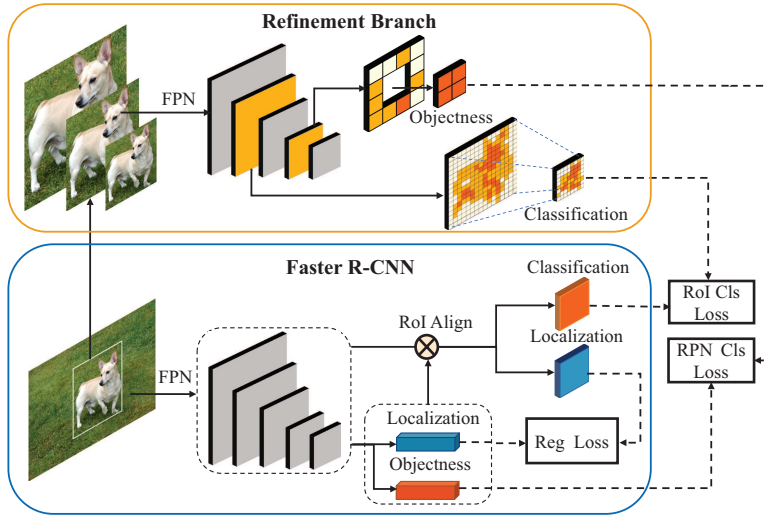 Refinement Branch
FPN
Objectness
Classification
Faster R-CNN
Classification
RoI Align
Localization
FPN
Localization
Objectness
Reg Loss
RoI Cls
Loss
RPN Cls
Loss